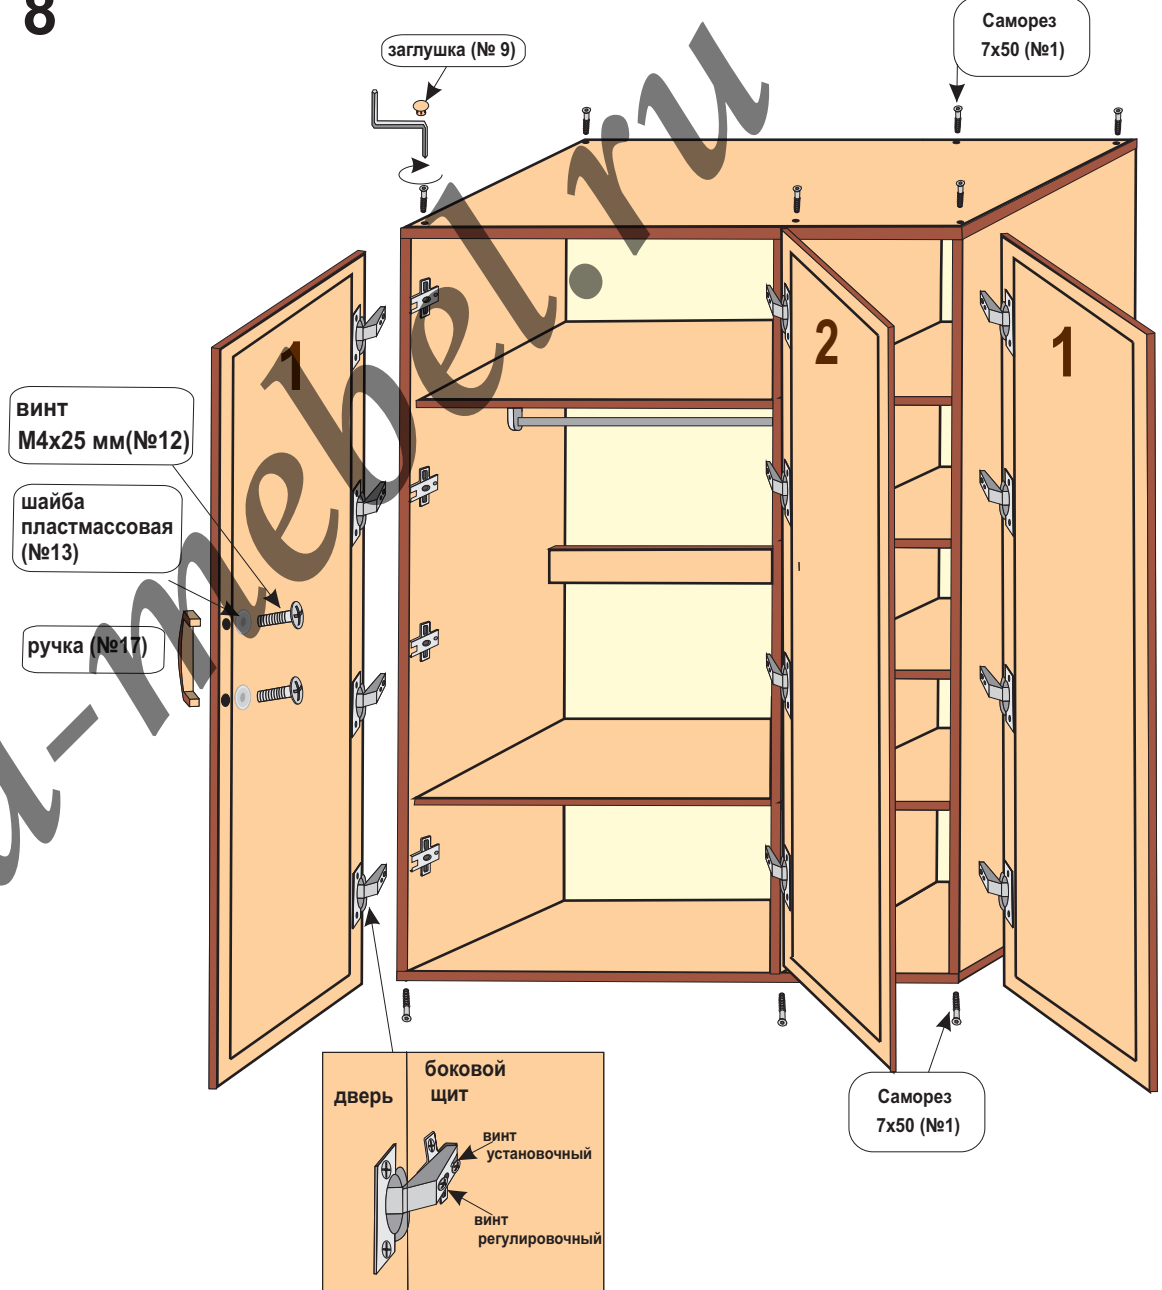 8
заглушка (№ 9)
Саморез
7х50 (№1)
1
2
1
винт
М4х25 мм(№12)
шайба
пластмассовая
(№13)
ручка (№17)
дверь
боковой
щит
винт
установочный
винт
регулировочный
Саморез
7х50 (№1)
a-mebel.ru